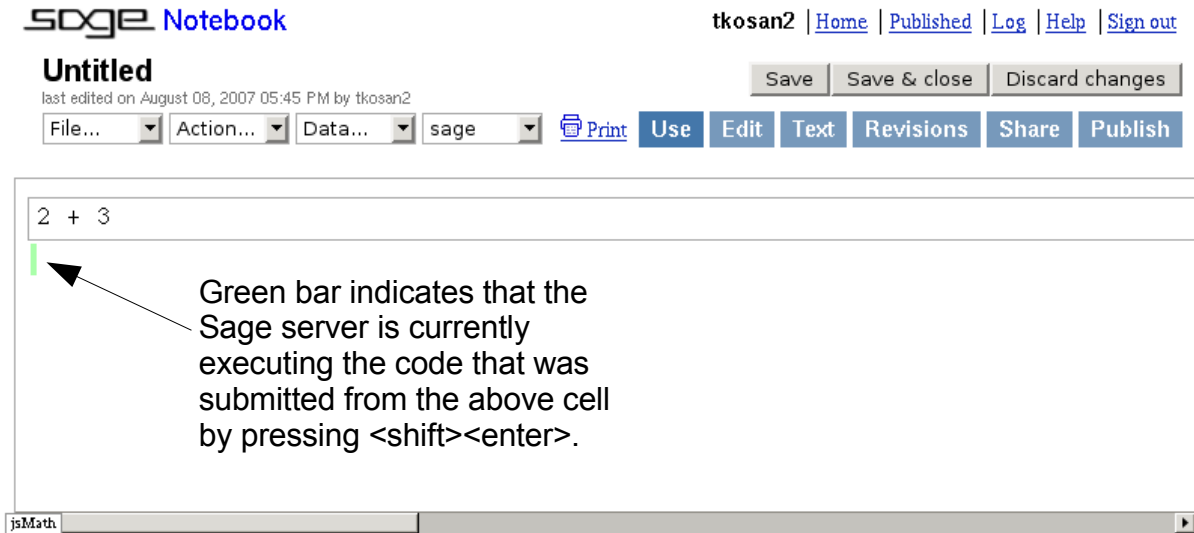 sage Notebook
tkosan2 | Home | Published | Log | Help | Sign out
Untitled
last edited on August 08, 2007 05:45 PM by tkosan2
Save Save & close Discard changes
File... Action... Data... sage Print Use Edit Text Revisions Share Publish
2 + 3
Green bar indicates that the
Sage server is currently
executing the code that was
submitted from the above cell
by pressing <shift><enter>.
jsMath